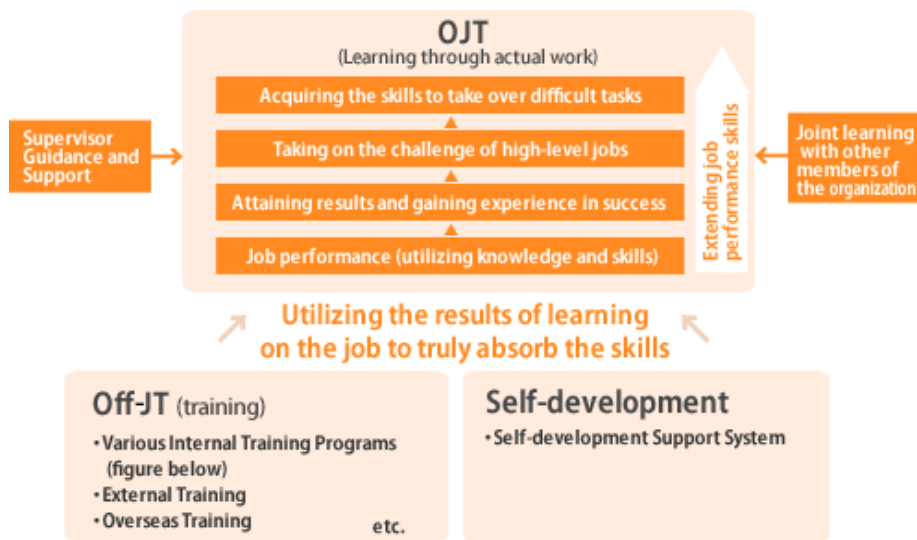 OJT
(Learning through actual work)
Acquiring the skills to take over difficult tasks
Taking on the challenge of high-level jobs
Attaining results and gaining experience in success
Job performance (utilizing knowledge and skills)
Extending job
performance skills
Supervisor
Guidance and
Support
Joint learning
with other
members of
the organization
Utilizing the results of learning
on the job to truly absorb the skills
Off-JT (training)
・Various Internal Training Programs
(figure below)
・External Training
・Overseas Training
etc.
Self-development
・Self-development Support System